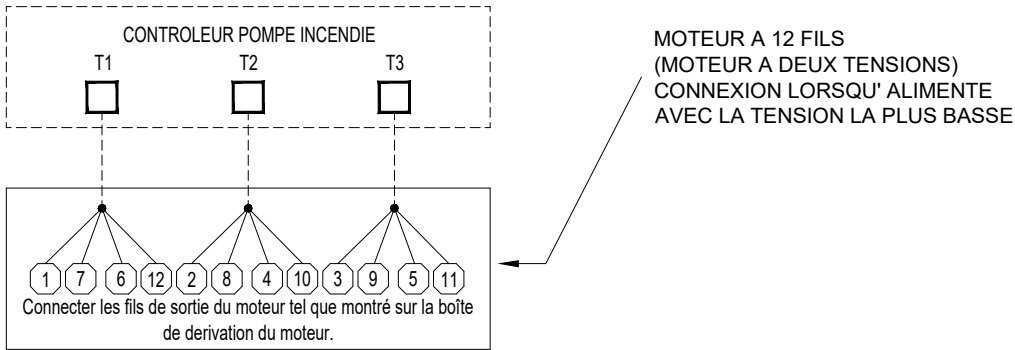 CONTROLEUR POMPE INCENDIE
T1 T2 T3
MOTEUR A 12 FILS
(MOTEUR A DEUX TENSIONS)
CONNEXION LORSQU' ALIMENTE
AVEC LA TENSION LA PLUS BASSE
1 7 6 12 2 8 4 10 3 9 5 11
Connecter les fils de sortie du moteur tel que montré sur la boîte
de derivation du moteur.